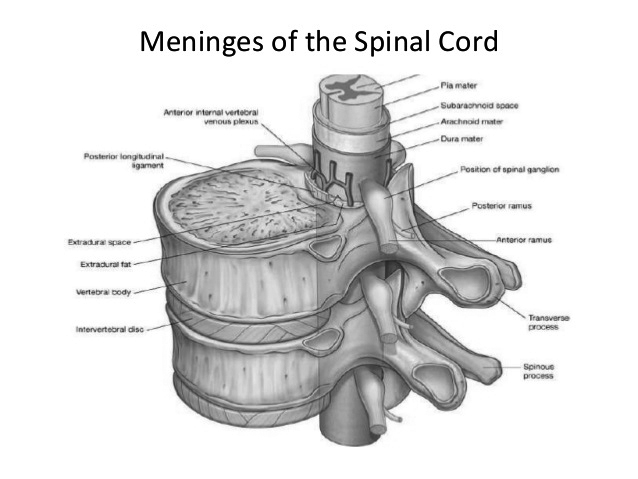 Meninges of the Spinal Cord
Pia mater
Subarachnoid space
Arachnoid mater
Dura mater
Anterior internal vertebral
venous plexus
Posterior longitudinal
ligament
Position of spinal ganglion
Posterior ramus
Anterior ramus
Extradural space
Extradural fat
Vertebral body
Intervertebral disc
Transverse
process
Spinous
process